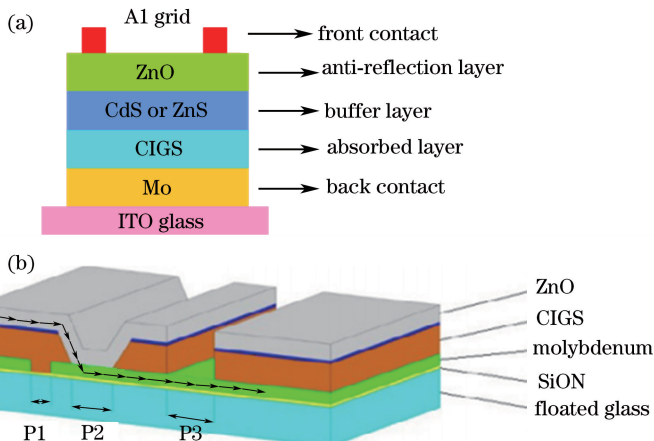 (a)
A1 grid
front contact
ZnO
anti-reflection layer
CdS or ZnS
buffer layer
CIGS
absorbed layer
Mo
back contact
ITO glass
(b)
ZnO
CIGS
molybdenum
SiON
floated glass
P1
P2
P3